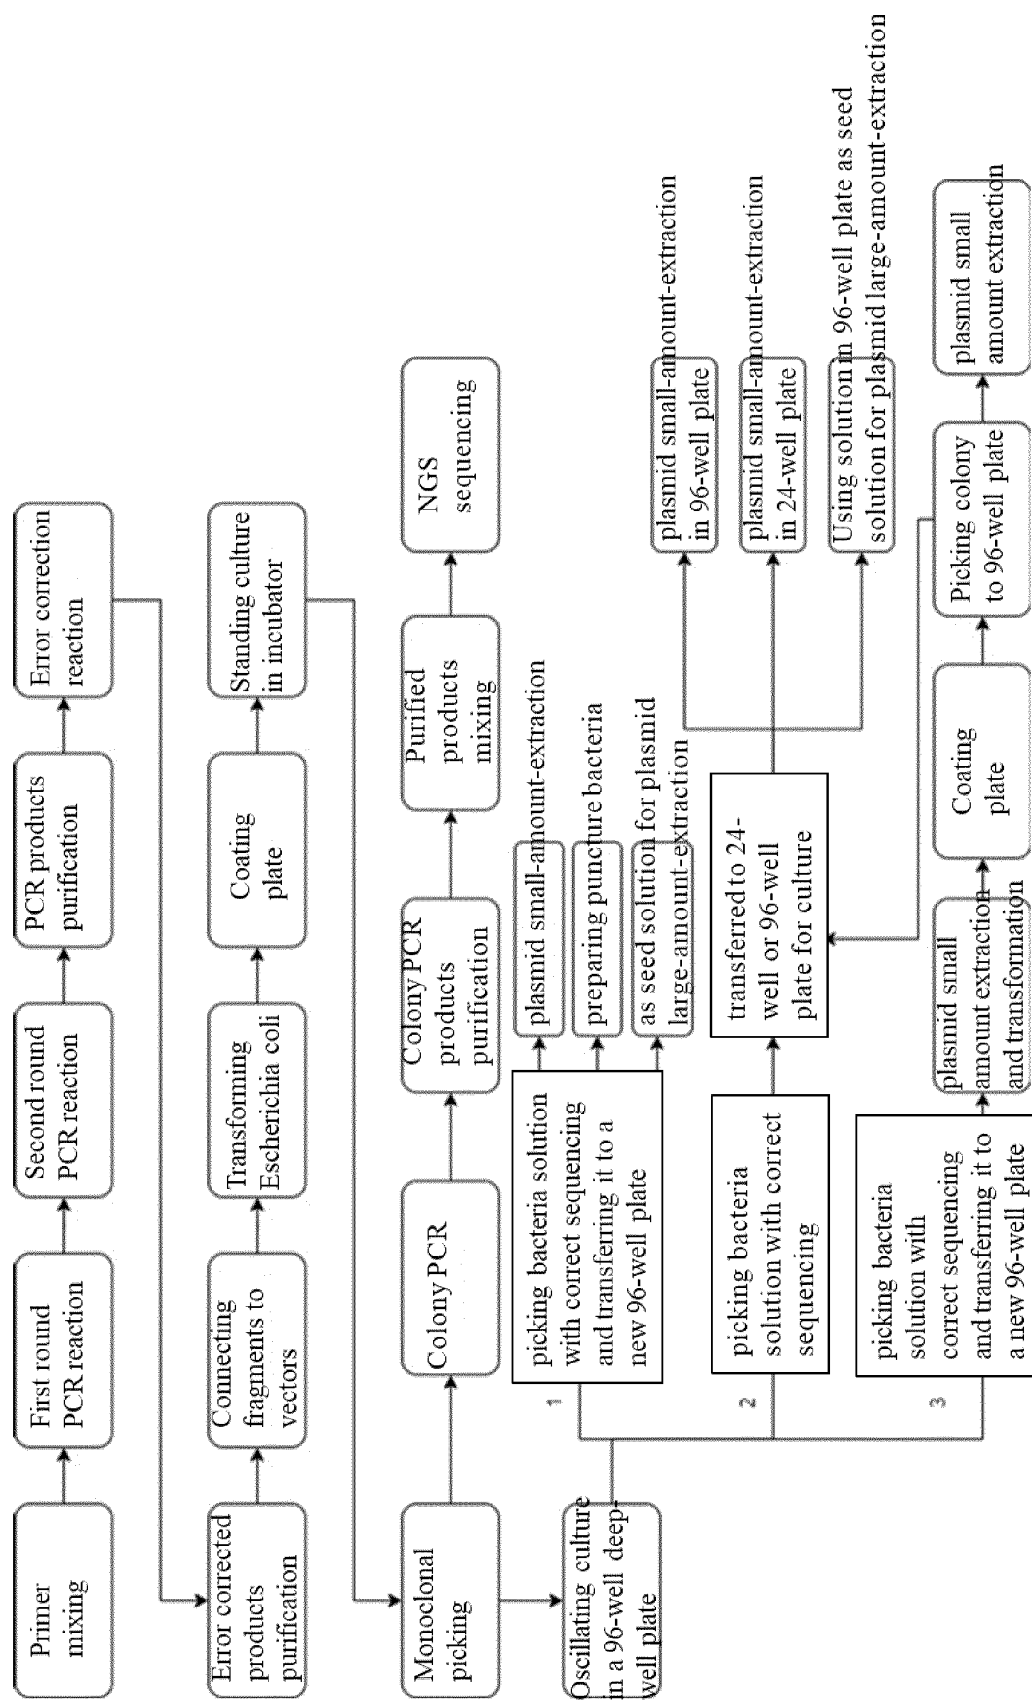 Primer
mixing
First round
PCR reaction
Second round
PCR reaction
PCR products
purification
Error correction
reaction
Error corrected
products
purification
Connecting
fragments to
vectors
Transforming
Escherichia coli
Coating
plate
Standing culture
in incubator
Monoclonal
picking
Colony PCR
Colony PCR
products
purification
Purified
products
mixing
NGS
sequencing
Oscillating culture
in a 96-well deep-
well plate
1
picking bacteria solution
with correct sequencing
and transferring it to a
new 96-well plate
plasmid small-amount-extraction
preparing puncture bacteria
as seed solution for plasmid
large-amount-extraction
2
picking bacteria
solution with correct
sequencing
transferred to 24-
well or 96-well
plate for culture
plasmid small-amount-extraction
in 96-well plate
plasmid small-amount-extraction
in 24-well plate
Using solution in 96-well plate as seed
solution for plasmid large-amount-extraction
3
picking bacteria
solution with
correct sequencing
and transferring it to
a new 96-well plate
plasmid small
amount extraction
and transformation
Coating
plate
Picking colony
to 96-well plate
plasmid small
amount extraction